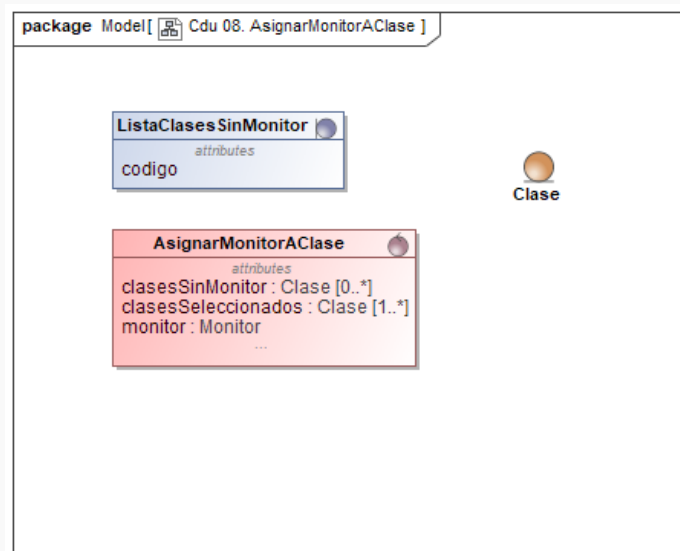 package Model[ Cdu 08. AsignarMonitorAClase ]
ListaClasesSinMonitor
attributes
codigo
Clase
AsignarMonitorAClase
attributes
clasesSinMonitor : Clase [0..*]
clasesSeleccionados : Clase [1..*]
monitor : Monitor
...